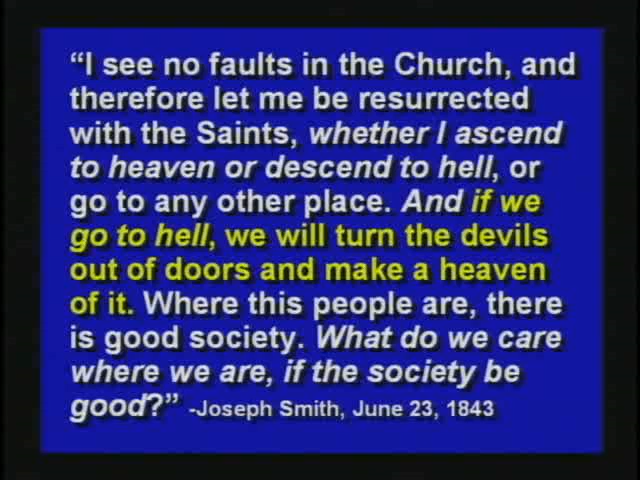 “I see no faults in the Church, and
therefore let me be resurrected
with the Saints, whether I ascend
to heaven or descend to hell, or
go to any other place. And if we
go to hell, we will turn the devils
out of doors and make a heaven
of it. Where this people are, there
is good society. What do we care
where we are, if the society be
good?” -Joseph Smith, June 23, 1843